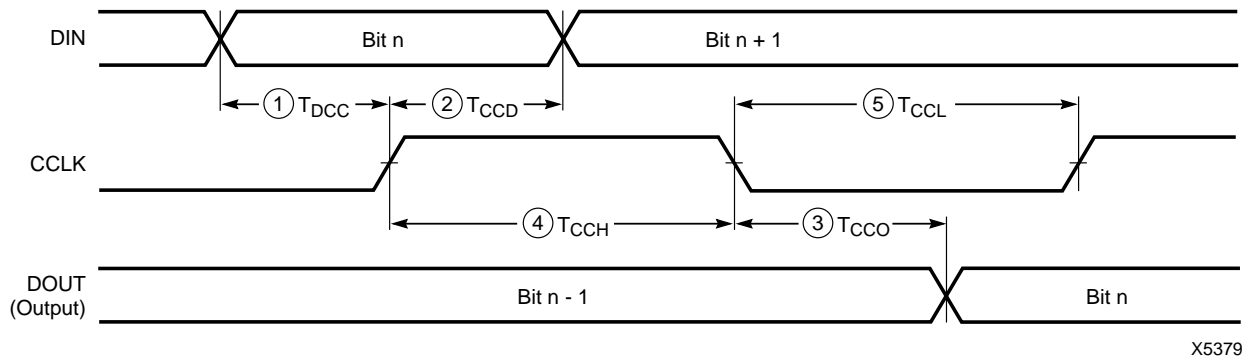 DIN
Bit n
Bit n + 1
1 TDCC
2 TCCD
5 TCCL
CCLK
4 TCCH
3 TCCO
DOUT
(Output)
Bit n - 1
Bit n
X5379